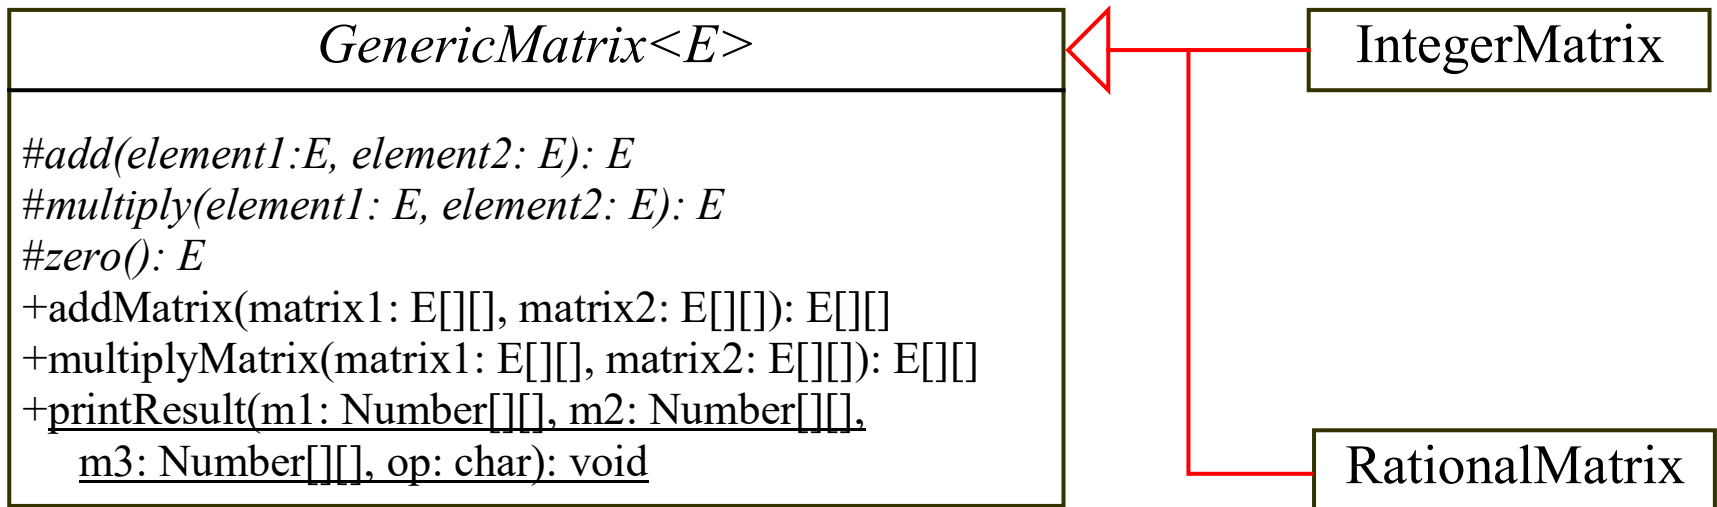 GenericMatrix<E>
#add(element1:E, element2: E): E
#multiply(element1: E, element2: E): E
#zero(): E
+addMatrix(matrix1: E[][], matrix2: E[][]): E[][]
+multiplyMatrix(matrix1: E[][], matrix2: E[][]): E[][]
+printResult(m1: Number[][], m2: Number[][],
m3: Number[][], op: char): void
IntegerMatrix
RationalMatrix